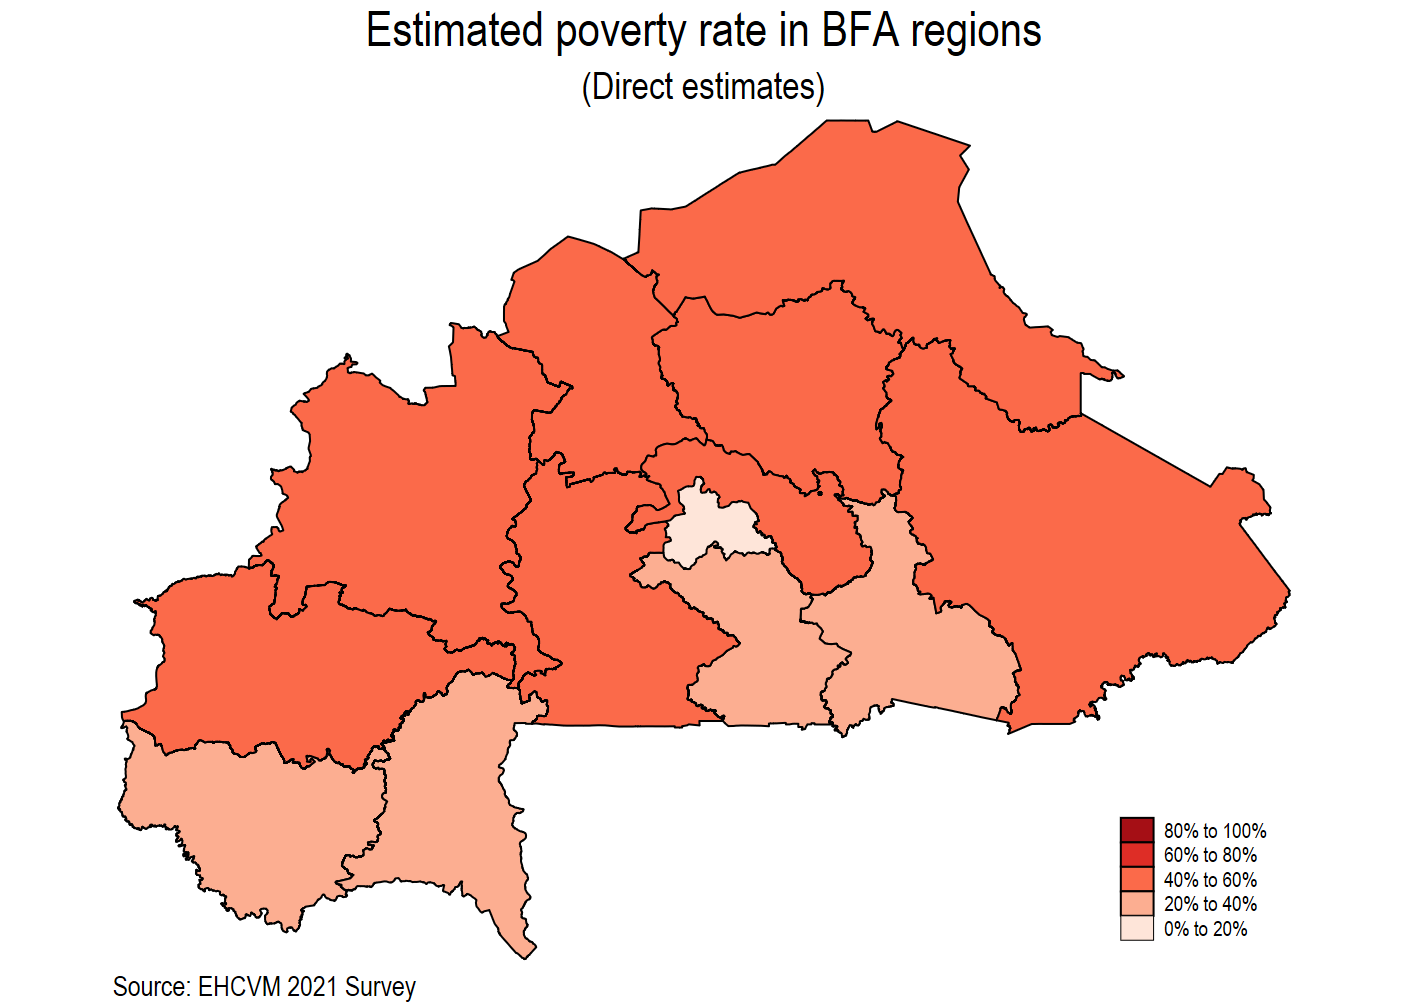 Estimated poverty rate in BFA regions
(Direct estimates)
80% to 100%
60% to 80%
40% to 60%
20% to 40%
0% to 20%
Source: EHCVM 2021 Survey